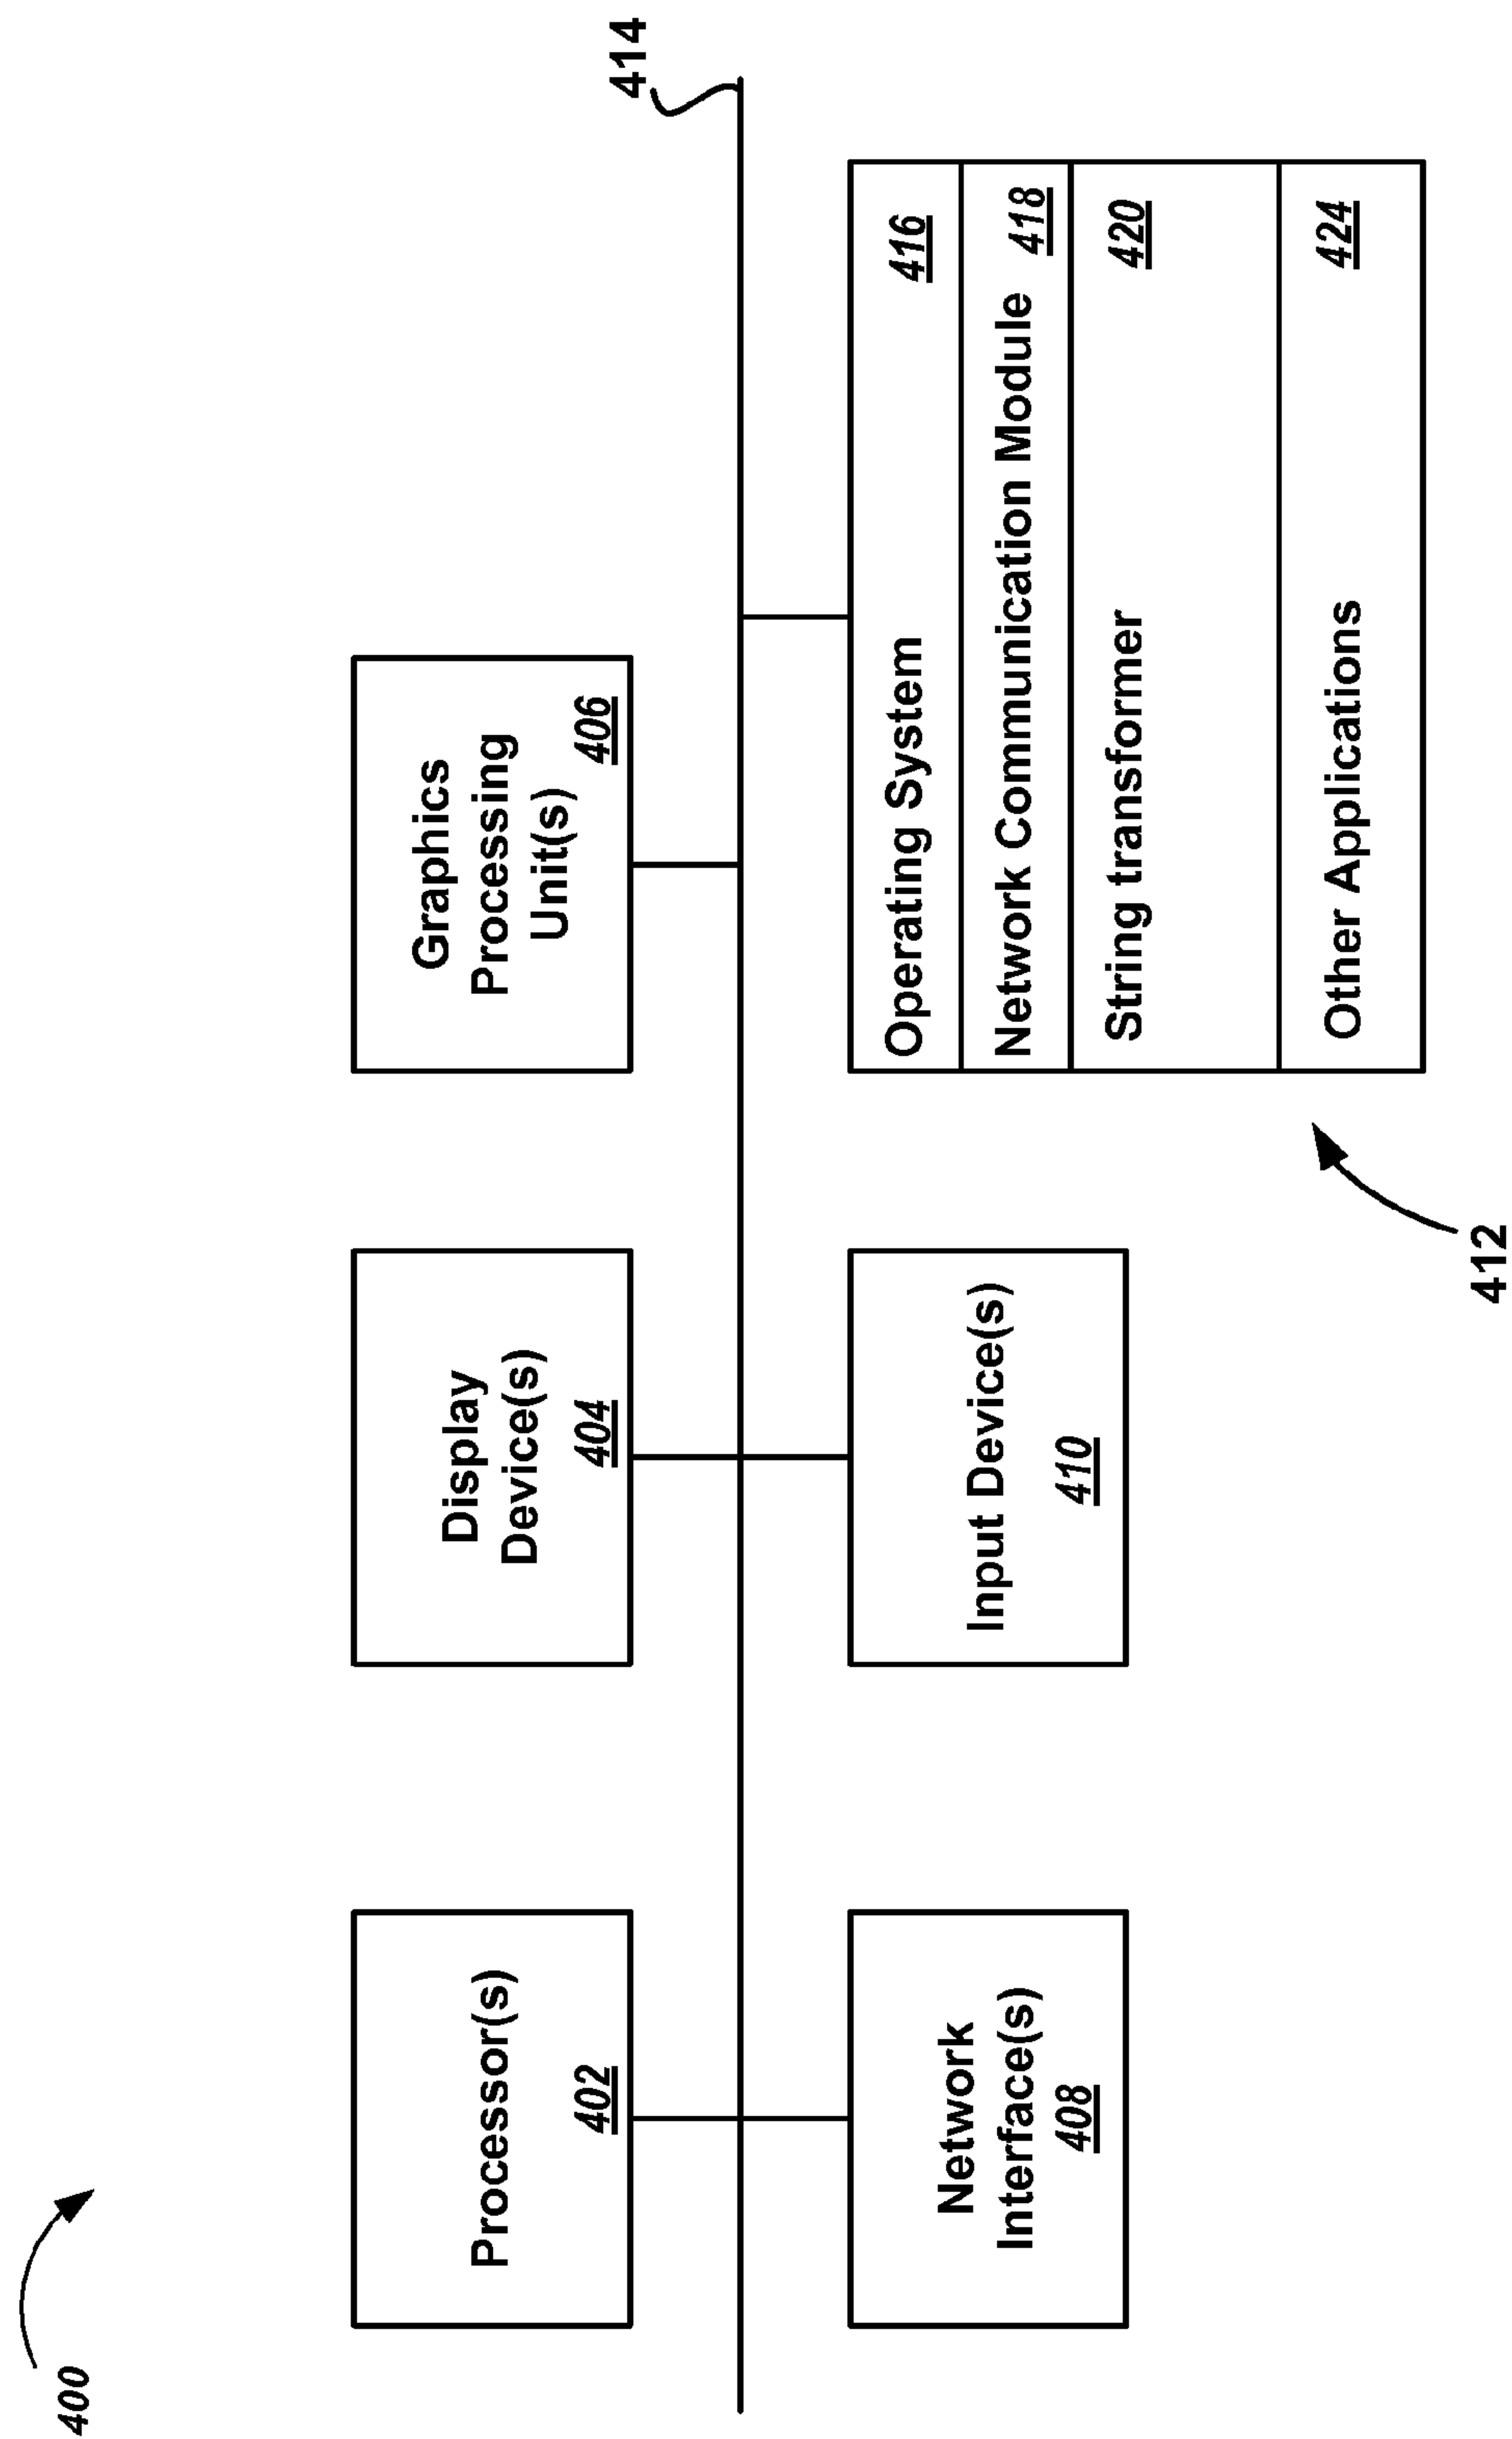 400
Processor(s)
402
Display
Device(s)
404
Graphics
Processing
Unit(s)
406
414
Network
Interface(s)
408
Input Device(s)
410
Operating System 416
Network Communication Module 418
String transformer 420
Other Applications 424
412